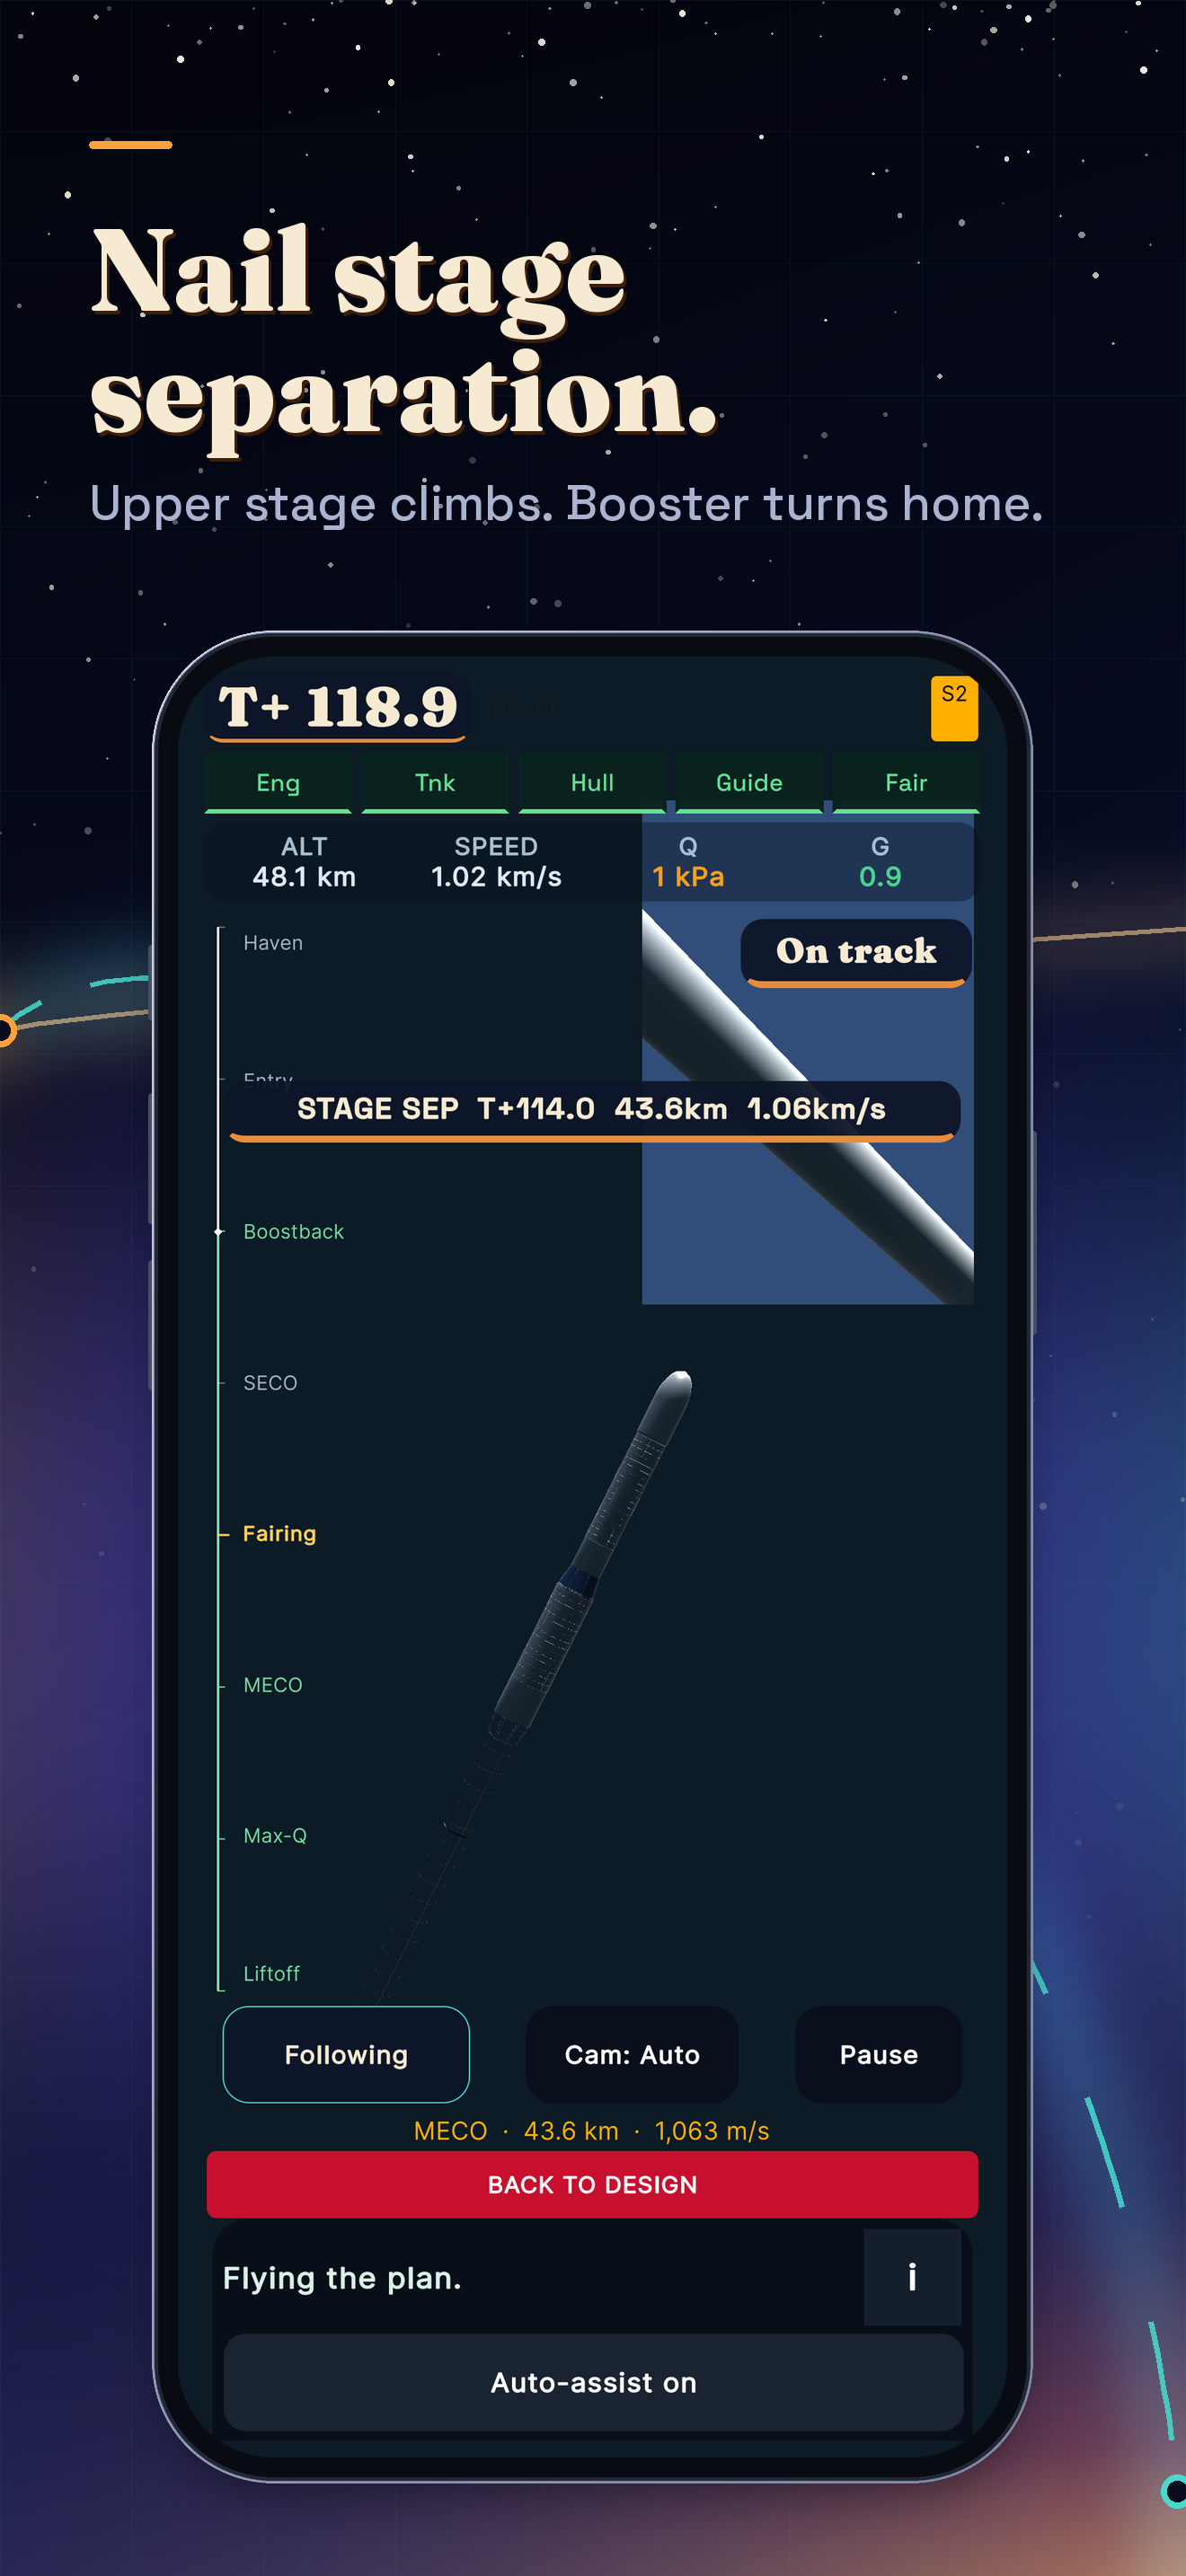 Nail stage
separation.
Upper stage climbs. Booster turns home.
T+ 118.9
S2
Eng Tnk Hull Guide Fair
ALT SPEED Q G
48.1 km 1.02 km/s 1 kPa 0.9
On track
Haven
Entry
STAGE SEP T+114.0 43.6km 1.06km/s
Boostback
SECO
Fairing
MECO
Max-Q
Liftoff
Following Cam: Auto Pause
MECO · 43.6 km · 1,063 m/s
BACK TO DESIGN
Flying the plan. i
Auto-assist on